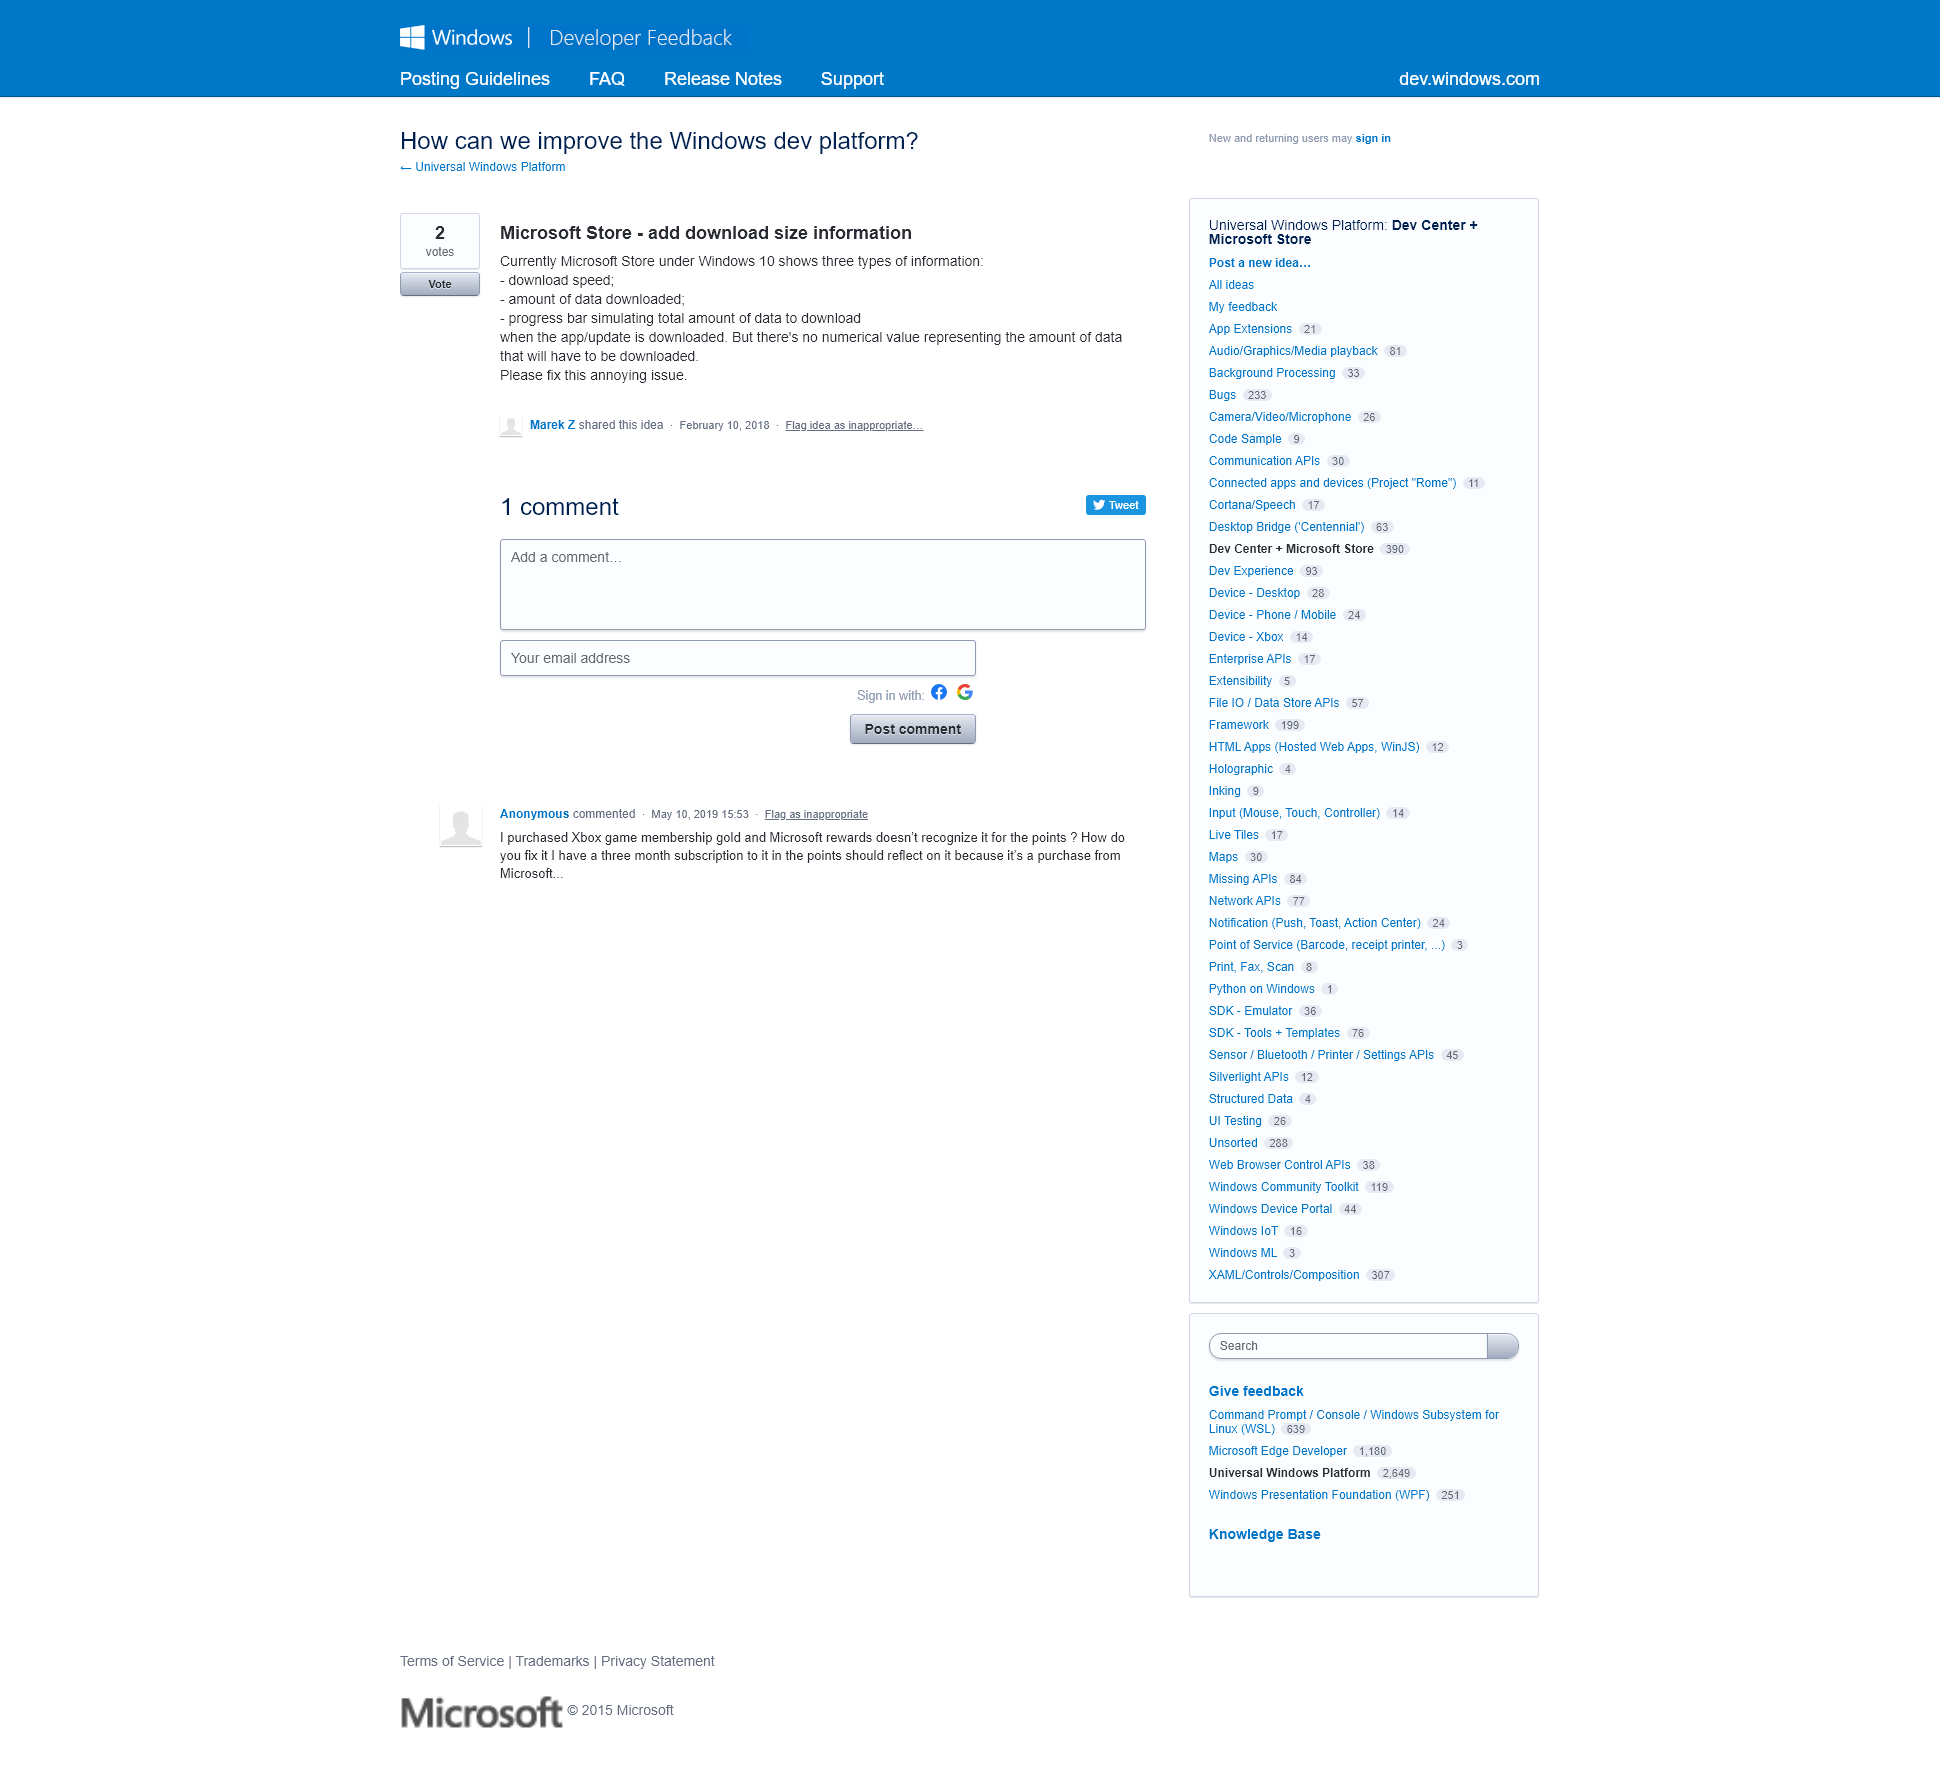 Windows | Developer Feedback
Posting Guidelines FAQ Release Notes Support dev.windows.com
How can we improve the Windows dev platform?
← Universal Windows Platform
New and returning users may sign in
2
votes
Vote
Microsoft Store - add download size information
Currently Microsoft Store under Windows 10 shows three types of information:
- download speed;
- amount of data downloaded;
- progress bar simulating total amount of data to download
when the app/update is downloaded. But there's no numerical value representing the amount of data
that will have to be downloaded.
Please fix this annoying issue.
Marek Z shared this idea · February 10, 2018 · Flag idea as inappropriate…
1 comment
Tweet
Add a comment…
Your email address
Sign in with:
Post comment
Anonymous commented · May 10, 2019 15:53 · Flag as inappropriate
I purchased Xbox game membership gold and Microsoft rewards doesn’t recognize it for the points ? How do
you fix it I have a three month subscription to it in the points should reflect on it because it’s a purchase from
Microsoft...
Universal Windows Platform: Dev Center +
Microsoft Store
Post a new idea…
All ideas
My feedback
App Extensions 21
Audio/Graphics/Media playback 81
Background Processing 33
Bugs 233
Camera/Video/Microphone 26
Code Sample 9
Communication APIs 30
Connected apps and devices (Project "Rome") 11
Cortana/Speech 17
Desktop Bridge ('Centennial') 63
Dev Center + Microsoft Store 390
Dev Experience 93
Device - Desktop 28
Device - Phone / Mobile 24
Device - Xbox 14
Enterprise APIs 17
Extensibility 5
File IO / Data Store APIs 57
Framework 199
HTML Apps (Hosted Web Apps, WinJS) 12
Holographic 4
Inking 9
Input (Mouse, Touch, Controller) 14
Live Tiles 17
Maps 30
Missing APIs 84
Network APIs 77
Notification (Push, Toast, Action Center) 24
Point of Service (Barcode, receipt printer, ...) 3
Print, Fax, Scan 8
Python on Windows 1
SDK - Emulator 36
SDK - Tools + Templates 76
Sensor / Bluetooth / Printer / Settings APIs 45
Silverlight APIs 12
Structured Data 4
UI Testing 26
Unsorted 288
Web Browser Control APIs 38
Windows Community Toolkit 119
Windows Device Portal 44
Windows IoT 16
Windows ML 3
XAML/Controls/Composition 307
Search
Give feedback
Command Prompt / Console / Windows Subsystem for
Linux (WSL) 639
Microsoft Edge Developer 1,180
Universal Windows Platform 2,649
Windows Presentation Foundation (WPF) 251
Knowledge Base
Terms of Service | Trademarks | Privacy Statement
Microsoft © 2015 Microsoft